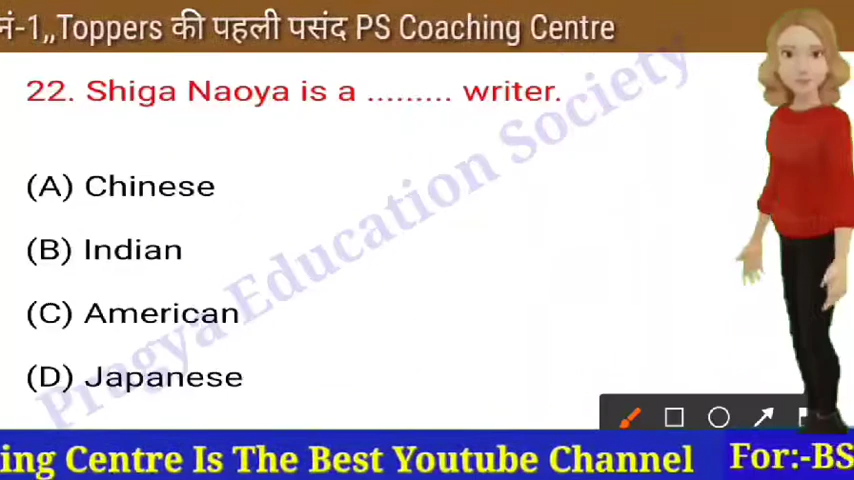 नं-1,,Toppers की पहली पसंद PS Coaching Centre
22. Shiga Naoya is a ......... writer.
(A) Chinese
(B) Indian
(C) American
(D) Japanese
Pragya Education Society
ing Centre Is The Best Youtube Channel For:-BS